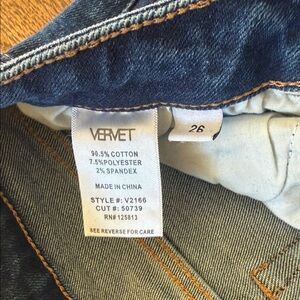 VERVET
26
90.5% COTTON
7.5%POLYESTER
2% SPANDEX
MADE IN CHINA
STYLE #: V2166
CUT #: 50739
RN# 125813
SEE REVERSE FOR CARE